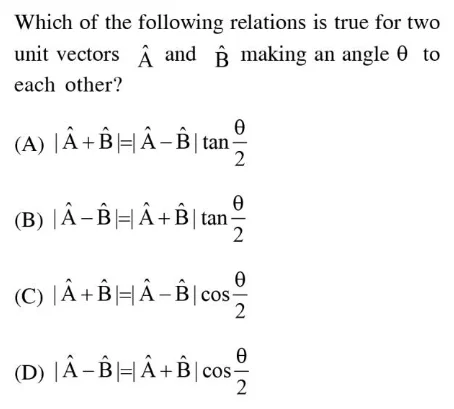 Which of the following relations is true for two
unit vectors Â and B̂ making an angle θ to
each other?
(A) |Â+B̂|=|Â−B̂| tan θ/2
(B) |Â−B̂|=|Â+B̂| tan θ/2
(C) |Â+B̂|=|Â−B̂| cos θ/2
(D) |Â−B̂|=|Â+B̂| cos θ/2